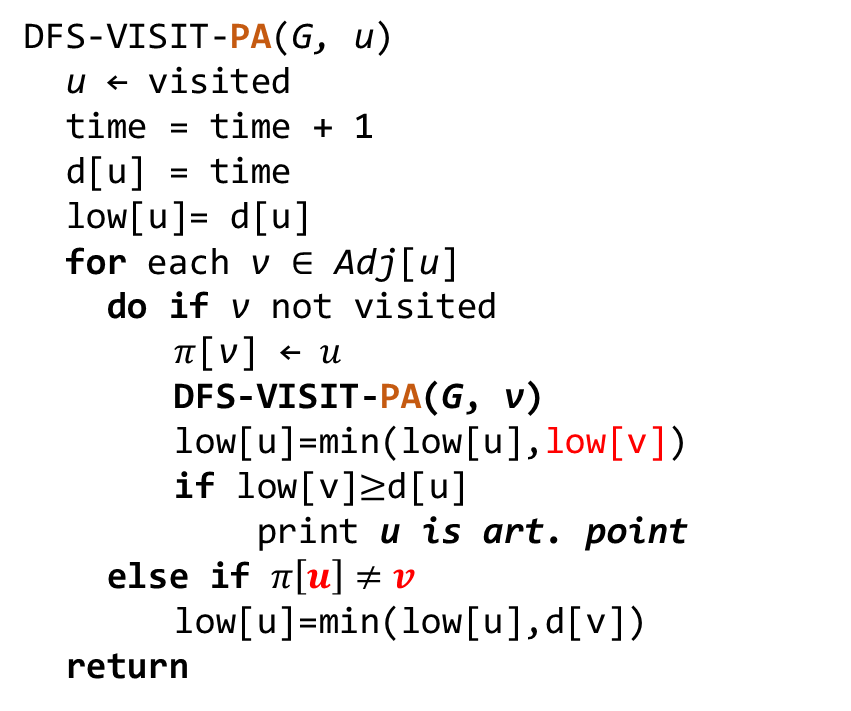 DFS-VISIT-PA(G, u)
u ← visited
time = time + 1
d[u] = time
low[u]= d[u]
for each v ∈ Adj[u]
do if v not visited
π[v] ← u
DFS-VISIT-PA(G, v)
low[u]=min(low[u],low[v])
if low[v]≥d[u]
print u is art. point
else if π[u] ≠ v
low[u]=min(low[u],d[v])
return